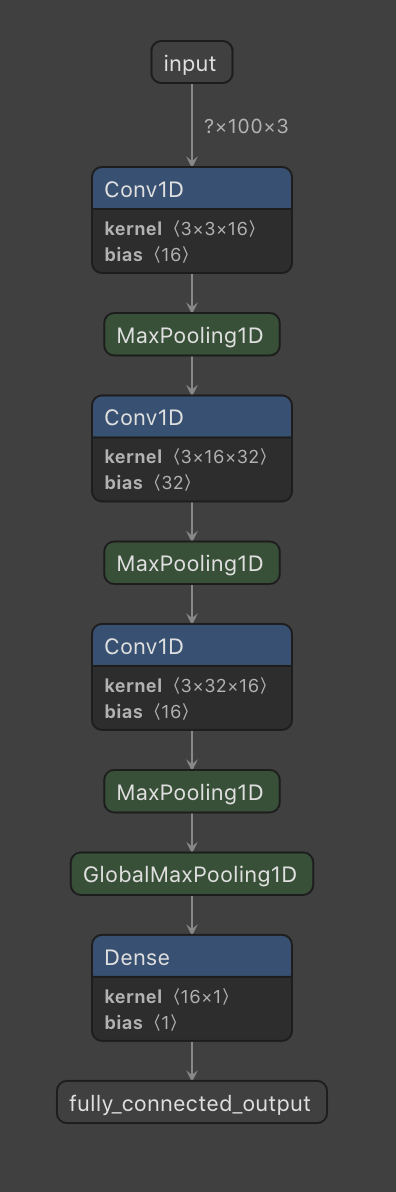 input
?×100×3
Conv1D
kernel ⟨3×3×16⟩
bias ⟨16⟩
MaxPooling1D
Conv1D
kernel ⟨3×16×32⟩
bias ⟨32⟩
MaxPooling1D
Conv1D
kernel ⟨3×32×16⟩
bias ⟨16⟩
MaxPooling1D
GlobalMaxPooling1D
Dense
kernel ⟨16×1⟩
bias ⟨1⟩
fully_connected_output